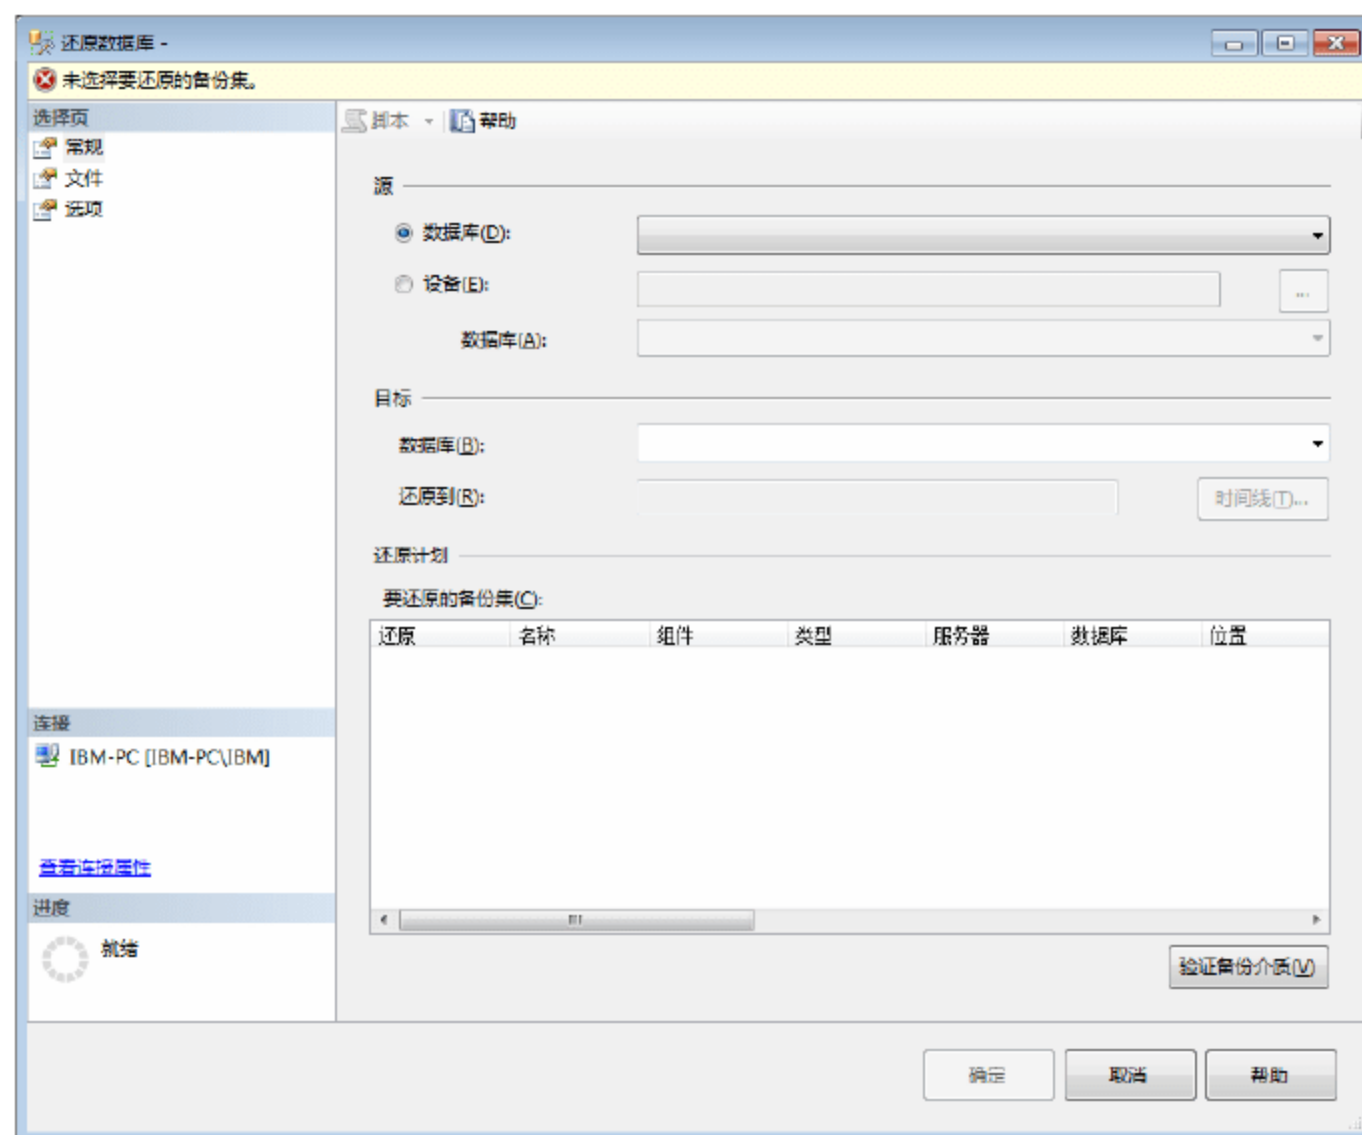 还原数据库 -
未选择要还原的备份集。
选择页
常规
文件
选项
脚本
帮助
源
数据库(D):
设备(E):
...
数据库(A):
目标
数据库(B):
还原到(R):
时间线(T)...
还原计划
要还原的备份集(C):
还原 名称 组件 类型 服务器 数据库 位置
连接
IBM-PC [IBM-PC\IBM]
查看连接属性
进度
就绪
验证备份介质(V)
确定 取消 帮助